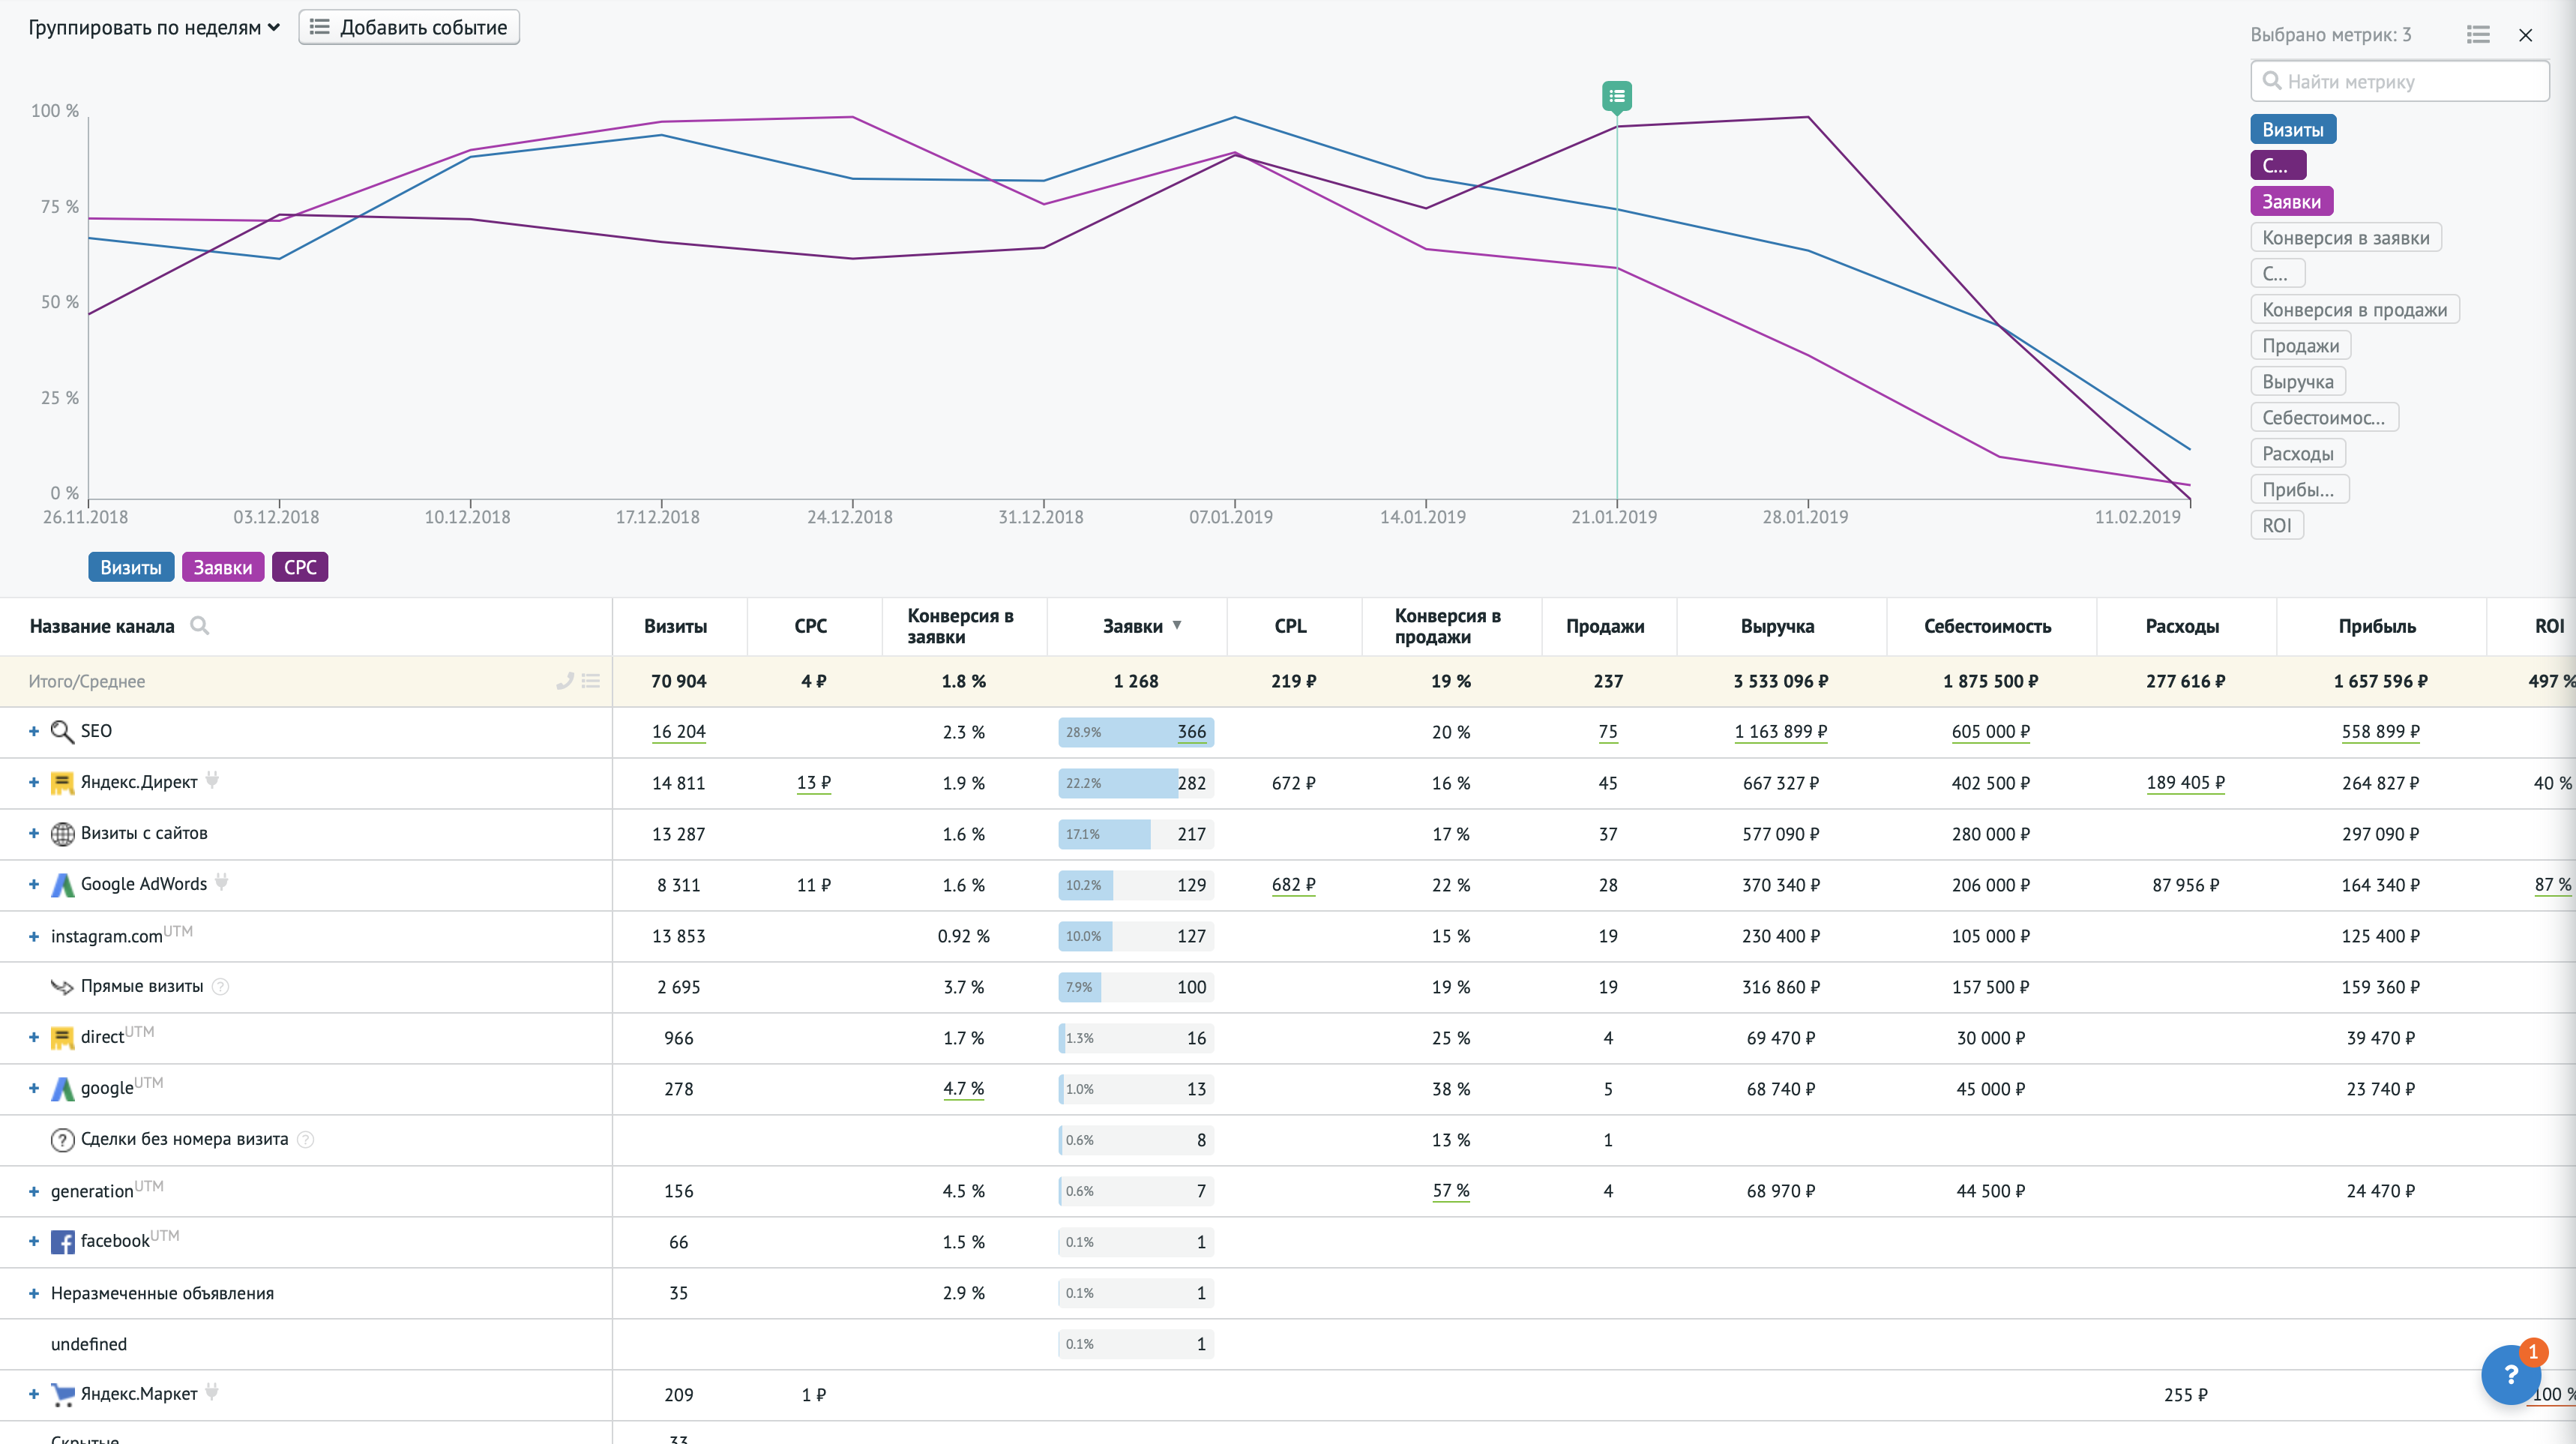 Группировать по неделям
Добавить событие
Выбрано метрик: 3
Найти метрику
100 %
75 %
50 %
25 %
0 %
26.11.2018 03.12.2018 10.12.2018 17.12.2018 24.12.2018 31.12.2018 07.01.2019 14.01.2019 21.01.2019 28.01.2019 11.02.2019
Визиты Заявки CPC
Визиты
C...
Заявки
Конверсия в заявки
C...
Конверсия в продажи
Продажи
Выручка
Себестоимос...
Расходы
Прибы...
ROI
Название канала Визиты CPC Конверсия в заявки Заявки CPL Конверсия в продажи Продажи Выручка Себестоимость Расходы Прибыль ROI
Итого/Среднее 70 904 4 ₽ 1.8 % 1 268 219 ₽ 19 % 237 3 533 096 ₽ 1 875 500 ₽ 277 616 ₽ 1 657 596 ₽ 497 %
+ SEO 16 204 2.3 % 28.9% 366 20 % 75 1 163 899 ₽ 605 000 ₽ 558 899 ₽
+ Яндекс.Директ 14 811 13 ₽ 1.9 % 22.2% 282 672 ₽ 16 % 45 667 327 ₽ 402 500 ₽ 189 405 ₽ 264 827 ₽ 40 %
+ Визиты с сайтов 13 287 1.6 % 17.1% 217 17 % 37 577 090 ₽ 280 000 ₽ 297 090 ₽
+ Google AdWords 8 311 11 ₽ 1.6 % 10.2% 129 682 ₽ 22 % 28 370 340 ₽ 206 000 ₽ 87 956 ₽ 164 340 ₽ 87 %
+ instagram.com UTM 13 853 0.92 % 10.0% 127 15 % 19 230 400 ₽ 105 000 ₽ 125 400 ₽
Прямые визиты ? 2 695 3.7 % 7.9% 100 19 % 19 316 860 ₽ 157 500 ₽ 159 360 ₽
+ direct UTM 966 1.7 % 1.3% 16 25 % 4 69 470 ₽ 30 000 ₽ 39 470 ₽
+ google UTM 278 4.7 % 1.0% 13 38 % 5 68 740 ₽ 45 000 ₽ 23 740 ₽
? Сделки без номера визита ? 0.6% 8 13 % 1
+ generation UTM 156 4.5 % 0.6% 7 57 % 4 68 970 ₽ 44 500 ₽ 24 470 ₽
+ facebook UTM 66 1.5 % 0.1% 1
+ Неразмеченные объявления 35 2.9 % 0.1% 1
undefined 0.1% 1
+ Яндекс.Маркет 209 1 ₽ 255 ₽ 100 %
Скрытые 33
? 1